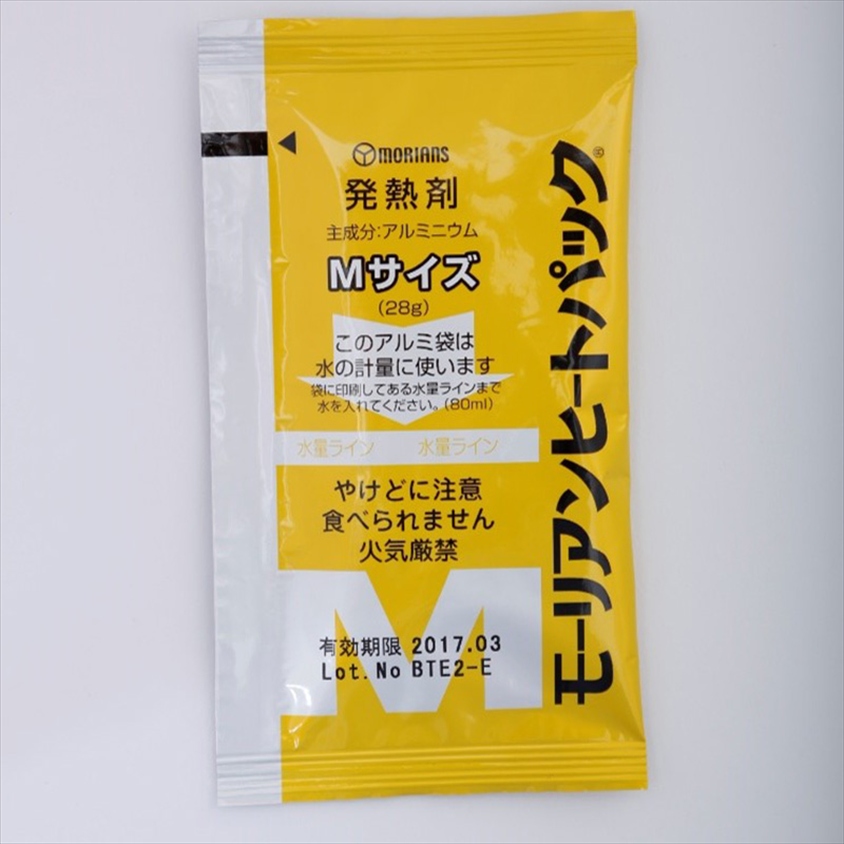 MORIANS
発熱剤
主成分:アルミニウム
Mサイズ
(28g)
このアルミ袋は
水の計量に使います
袋に印刷してある水量ラインまで
水を入れてください。(80ml)
水量ライン 水量ライン
やけどに注意
食べられません
火気厳禁
M
有効期限 2017.03
Lot.No BTE2-E
モーリアンヒートパック®